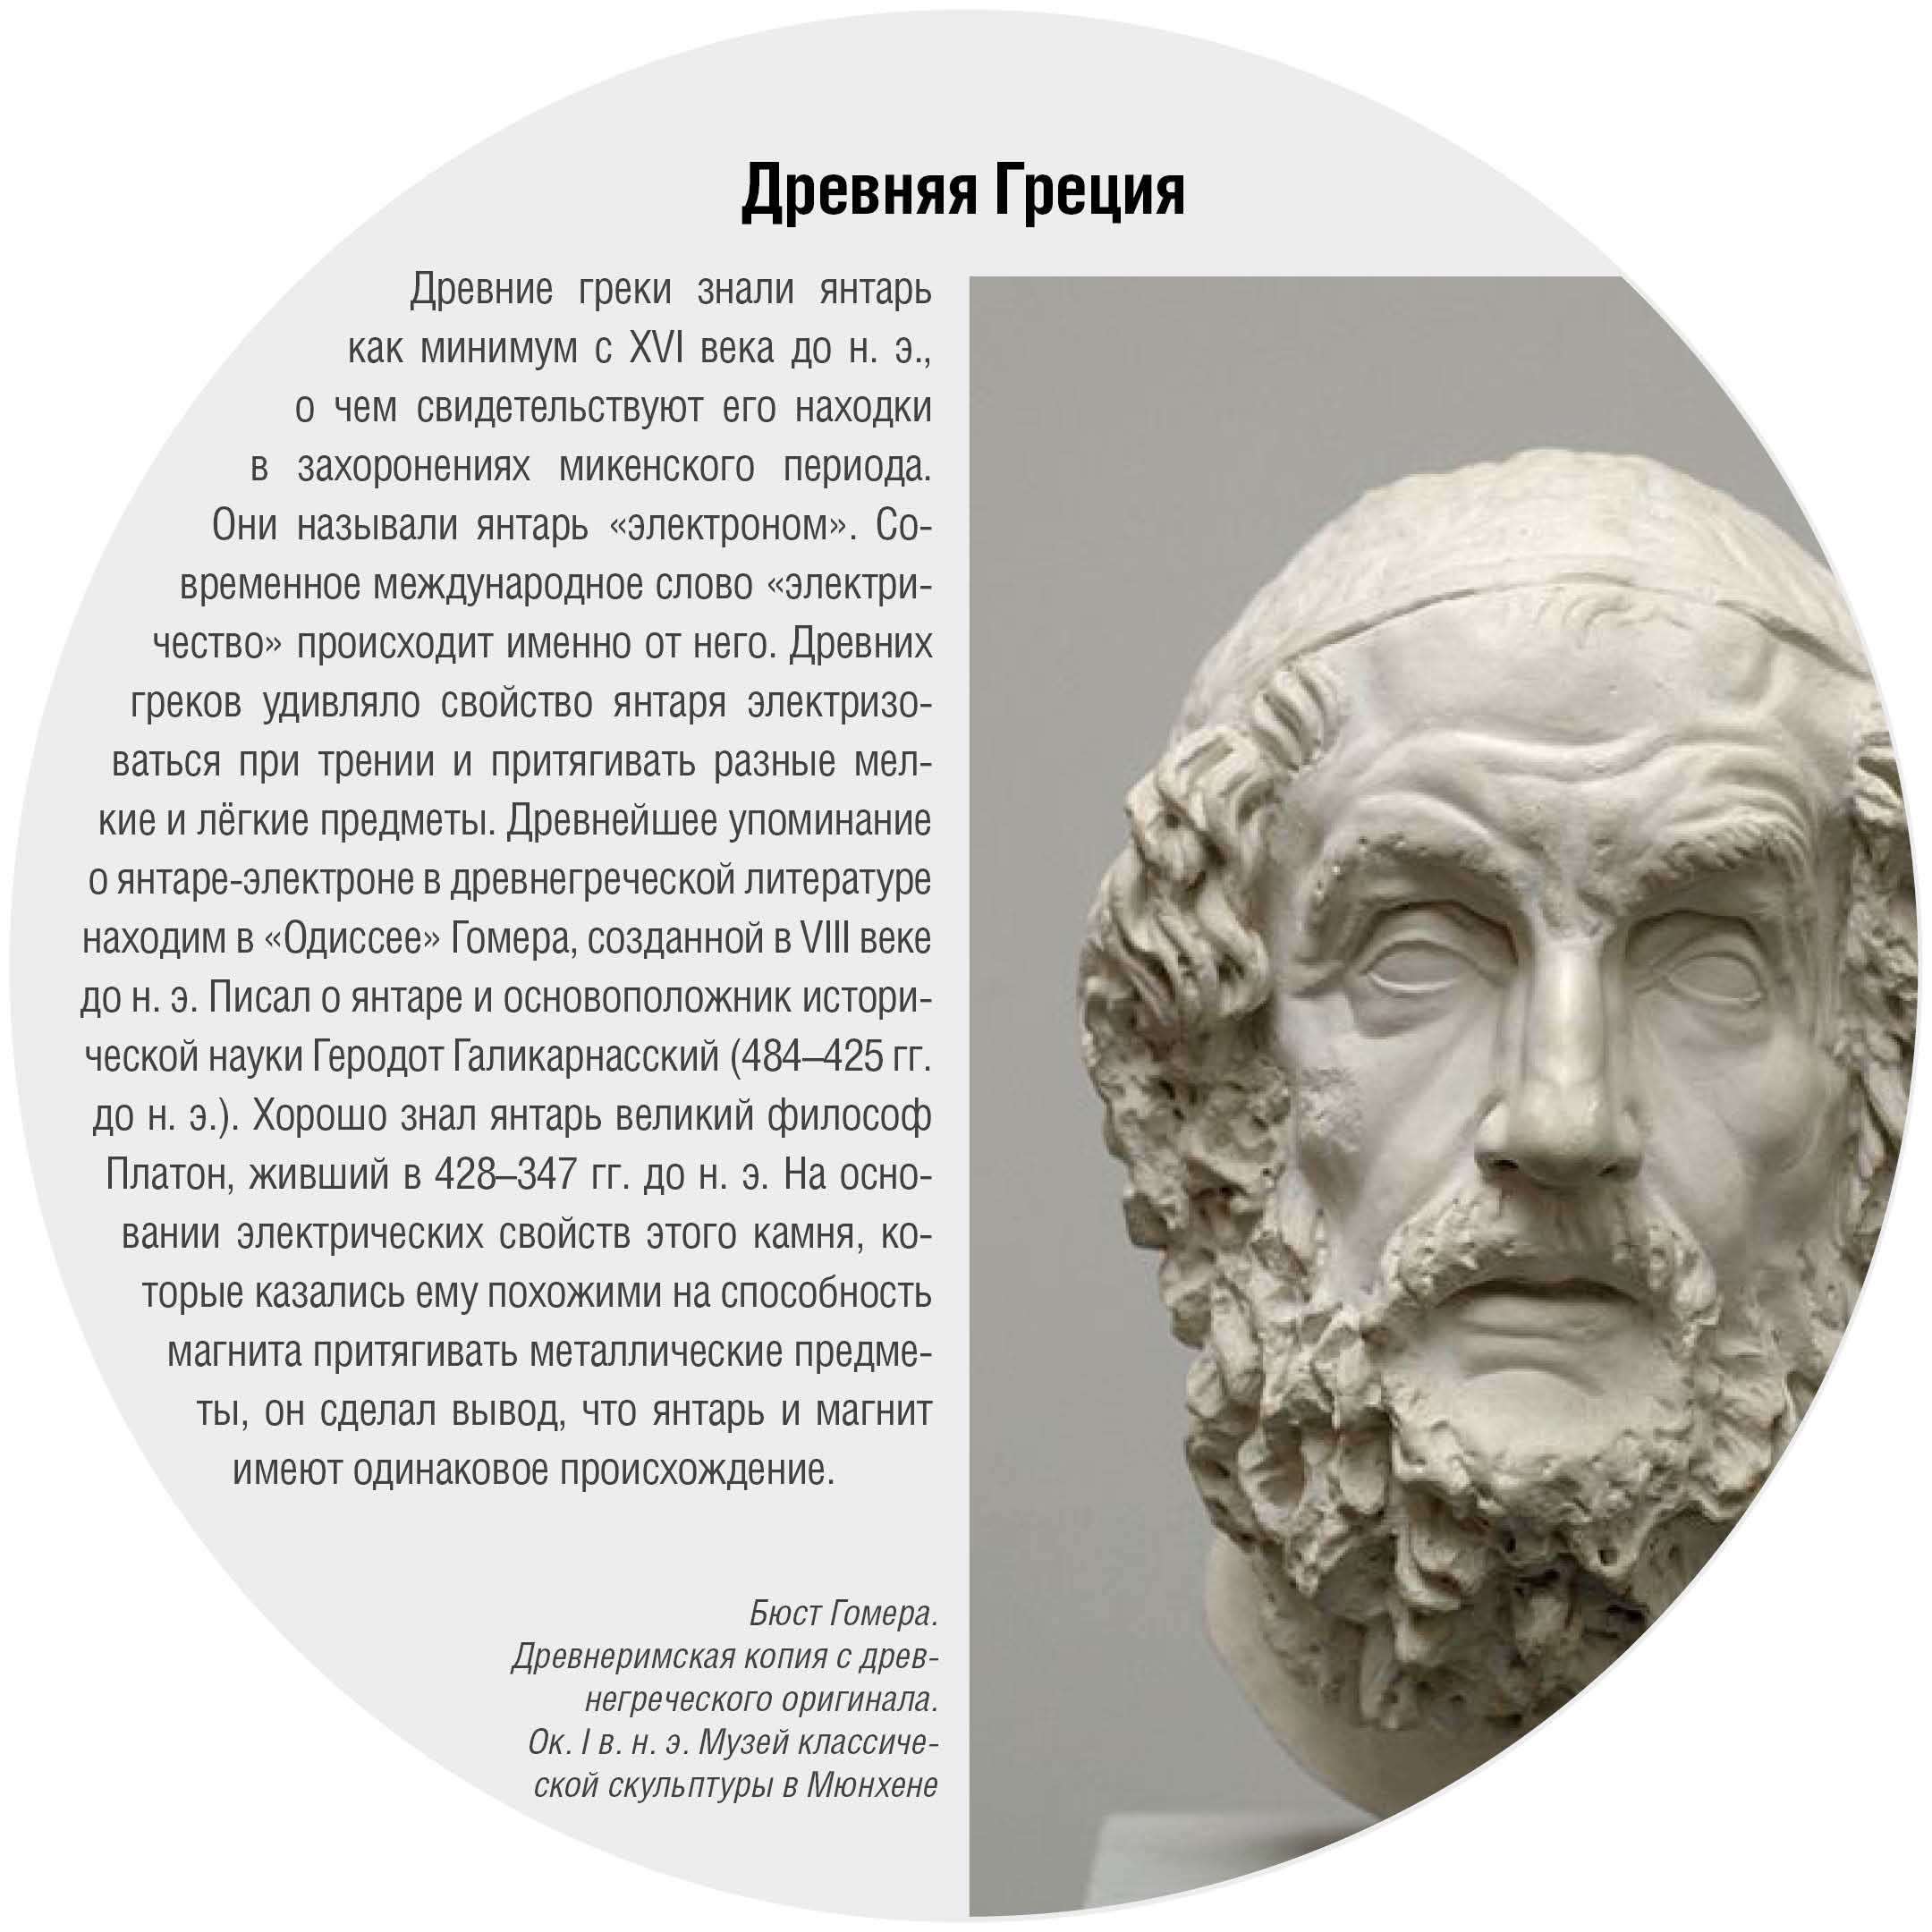 Древняя Греция
Древние греки знали янтарь
как минимум с XVI века до н. э.,
о чем свидетельствуют его находки
в захоронениях микенского периода.
Они называли янтарь «электроном». Со-
временное международное слово «электри-
чество» происходит именно от него. Древних
греков удивляло свойство янтаря электризо-
ваться при трении и притягивать разные мел-
кие и лёгкие предметы. Древнейшее упоминание
о янтаре-электроне в древнегреческой литературе
находим в «Одиссее» Гомера, созданной в VIII веке
до н. э. Писал о янтаре и основоположник истори-
ческой науки Геродот Галикарнасский (484–425 гг.
до н. э.). Хорошо знал янтарь великий философ
Платон, живший в 428–347 гг. до н. э. На осно-
вании электрических свойств этого камня, ко-
торые казались ему похожими на способность
магнита притягивать металлические предме-
ты, он сделал вывод, что янтарь и магнит
имеют одинаковое происхождение.
Бюст Гомера.
Древнеримская копия с древ-
негреческого оригинала.
Ок. I в. н. э. Музей классиче-
ской скульптуры в Мюнхене